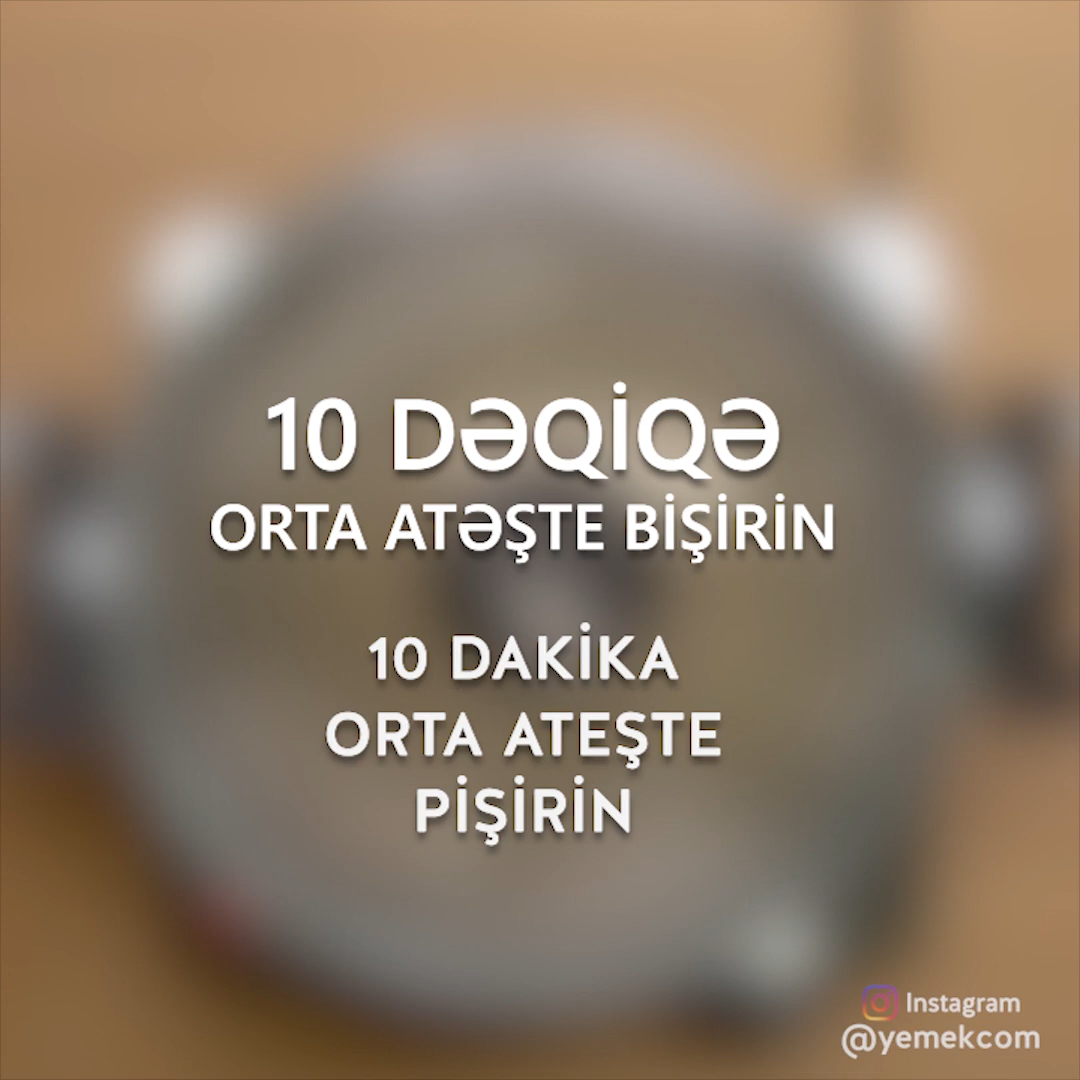 10 DƏQİQƏ
ORTA ATƏŞTE BİŞİRİN
10 DAKİKA
ORTA ATEŞTE
PİŞİRİN
Instagram
@yemekcom